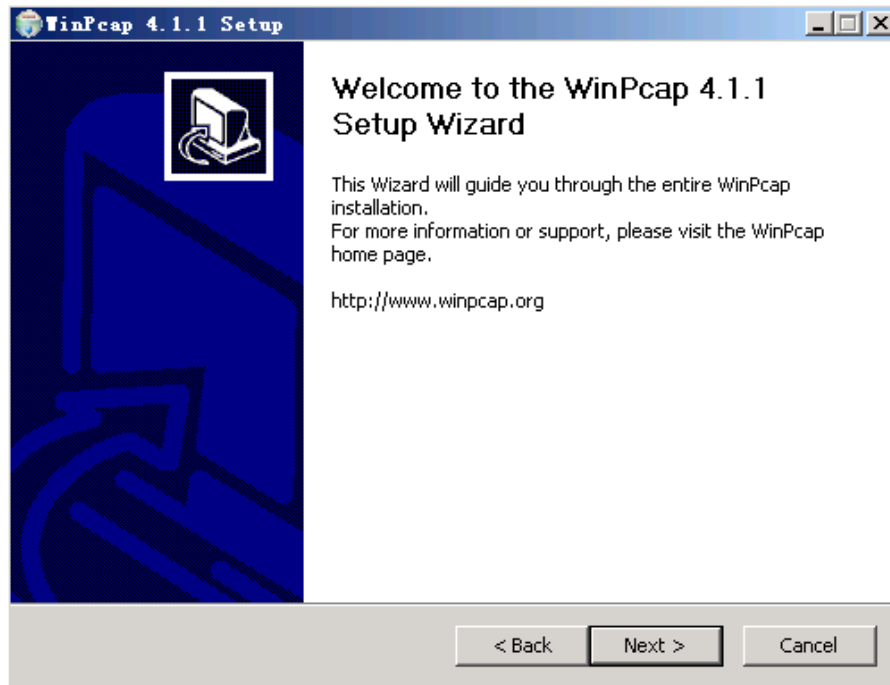 WinPcap 4.1.1 Setup
Welcome to the WinPcap 4.1.1
Setup Wizard
This Wizard will guide you through the entire WinPcap
installation.
For more information or support, please visit the WinPcap
home page.
http://www.winpcap.org
< Back
Next >
Cancel